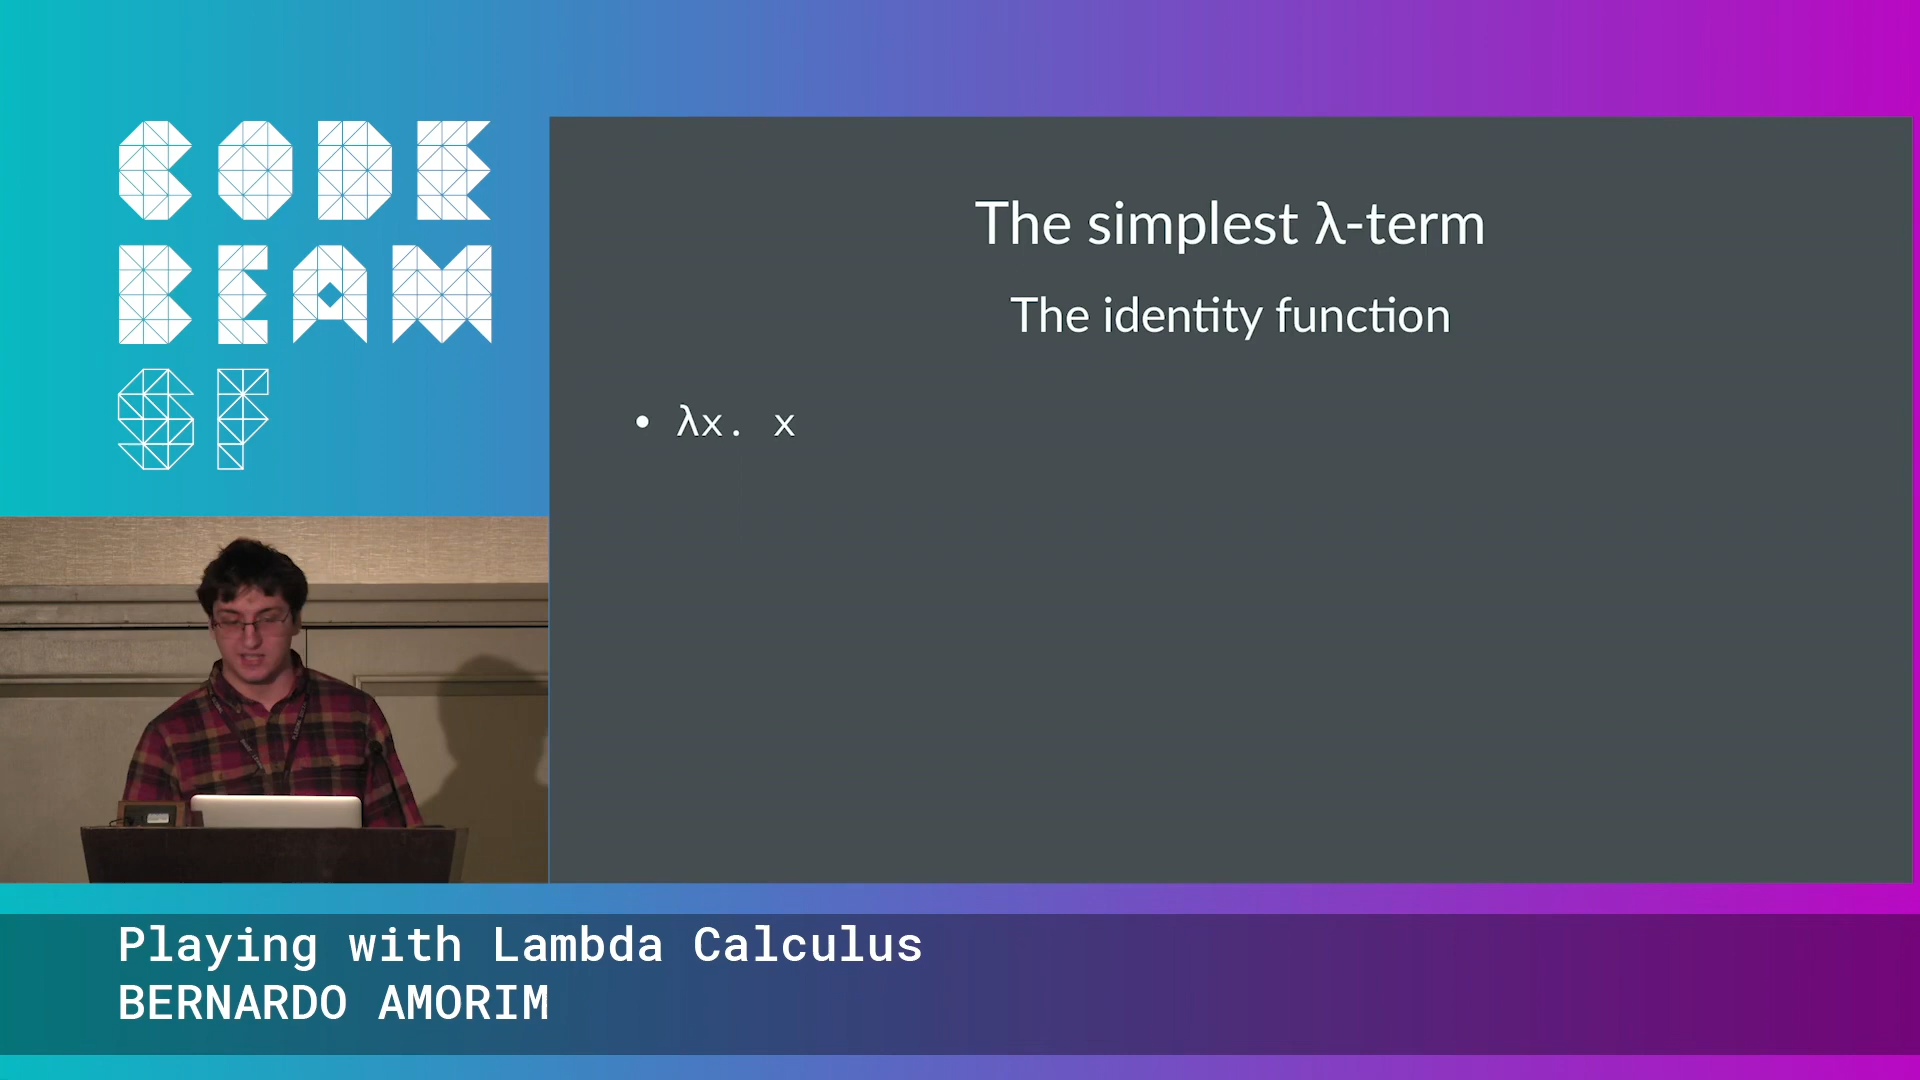 CODE
BEAM
SF
The simplest λ-term
The identity function
• λx. x
Playing with Lambda Calculus
BERNARDO AMORIM